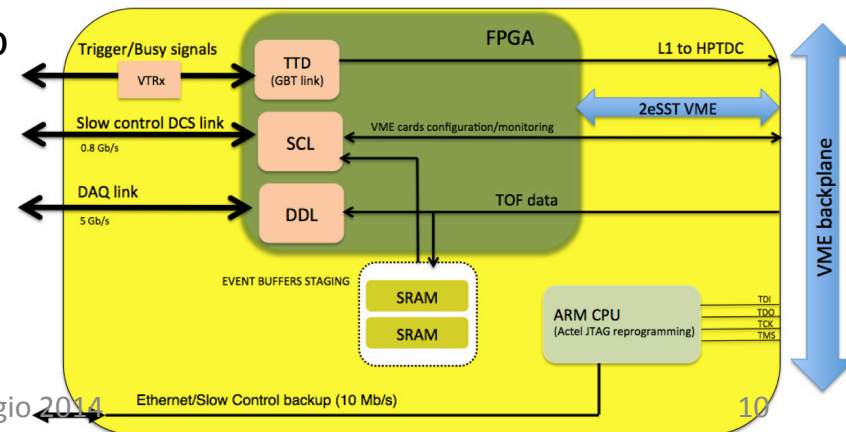 FPGA
Trigger/Busy signals
VTRx
TTD
(GBT link)
L1 to HPTDC
2eSST VME
Slow control DCS link
0.8 Gb/s
SCL
VME cards configuration/monitoring
DAQ link
5 Gb/s
DDL
TOF data
VME backplane
EVENT BUFFERS STAGING
SRAM
SRAM
ARM CPU
(Actel JTAG reprogramming)
TDI
TDO
TCK
TMS
Ethernet/Slow Control backup (10 Mb/s)
2014
10